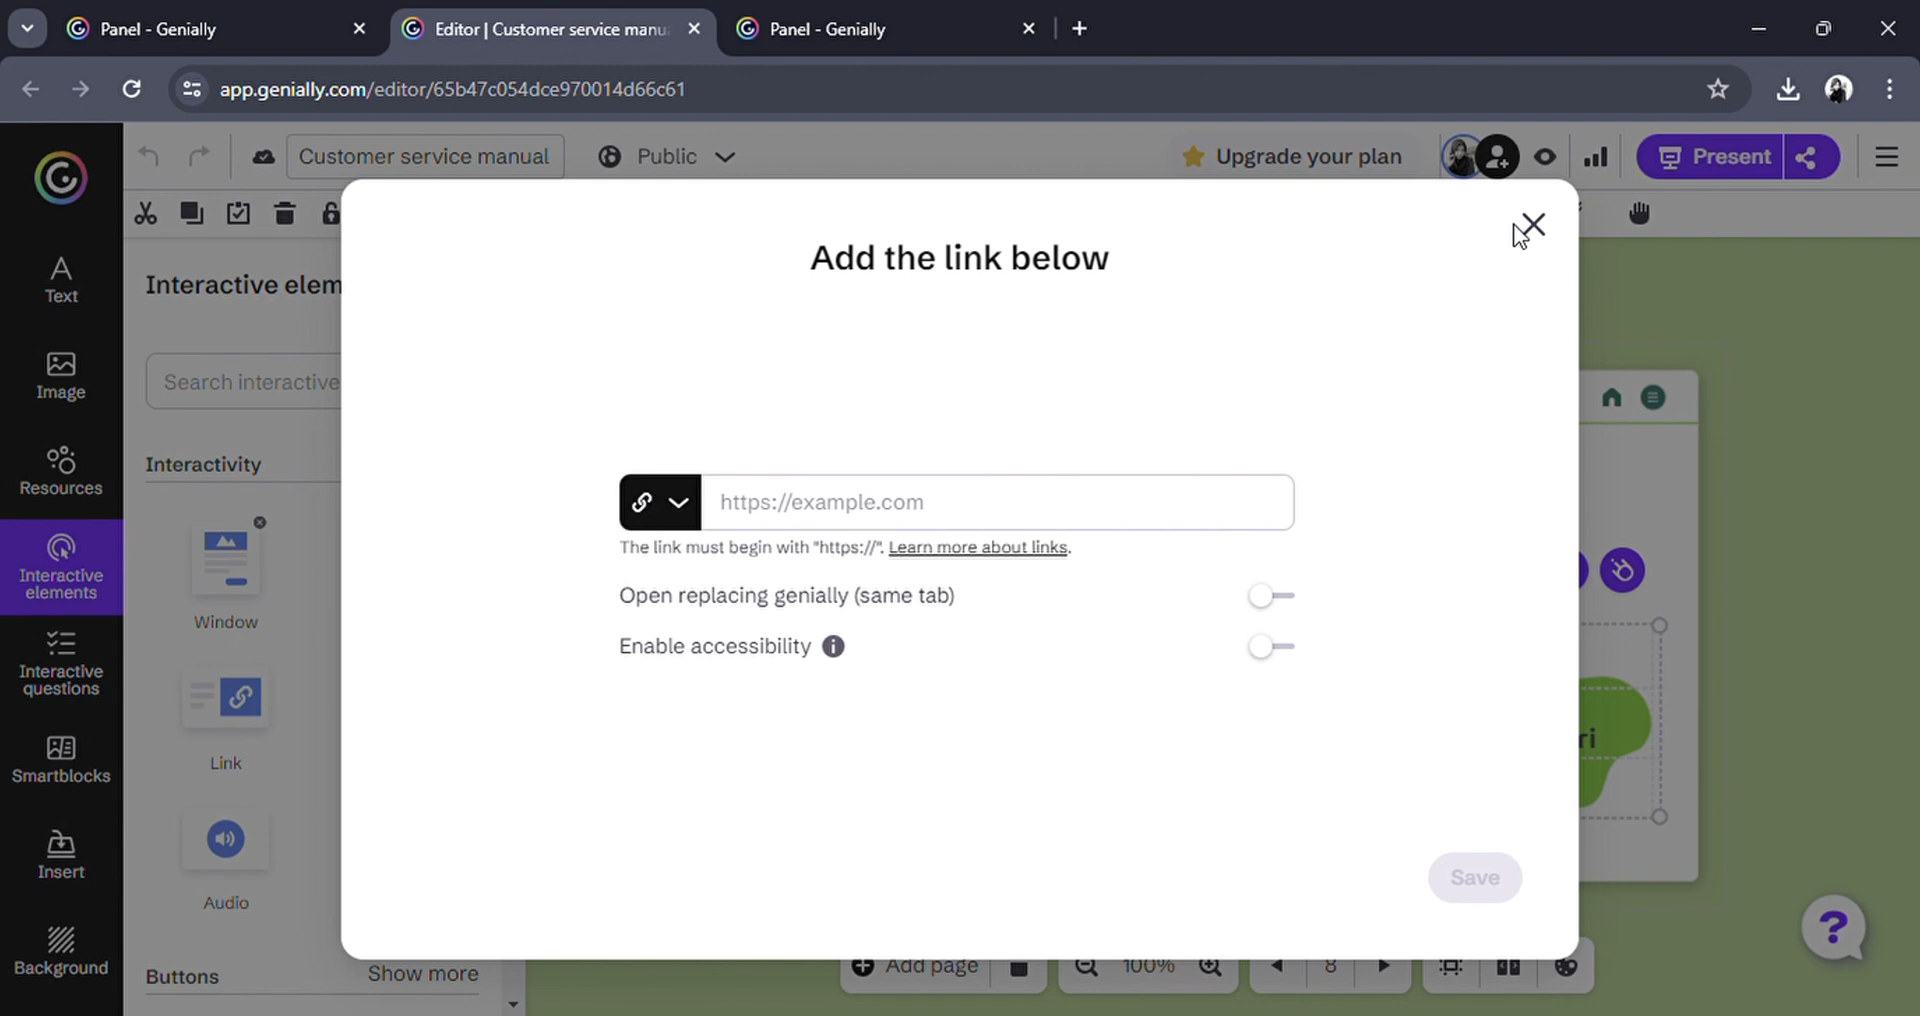 Panel - Genially
Editor | Customer service manu
Panel - Genially
app.genially.com/editor/65b47c054dce970014d66c61
Customer service manual
Public
Upgrade your plan
Present
Text
Image
Resources
Interactive
elements
Interactive
questions
Smartblocks
Insert
Background
Interactive elem
Search interactive
Interactivity
Window
Link
Audio
Buttons
Show more
Add the link below
https://example.com
The link must begin with "https://". Learn more about links.
Open replacing genially (same tab)
Enable accessibility
Save
ri
Add page
100%
8
?